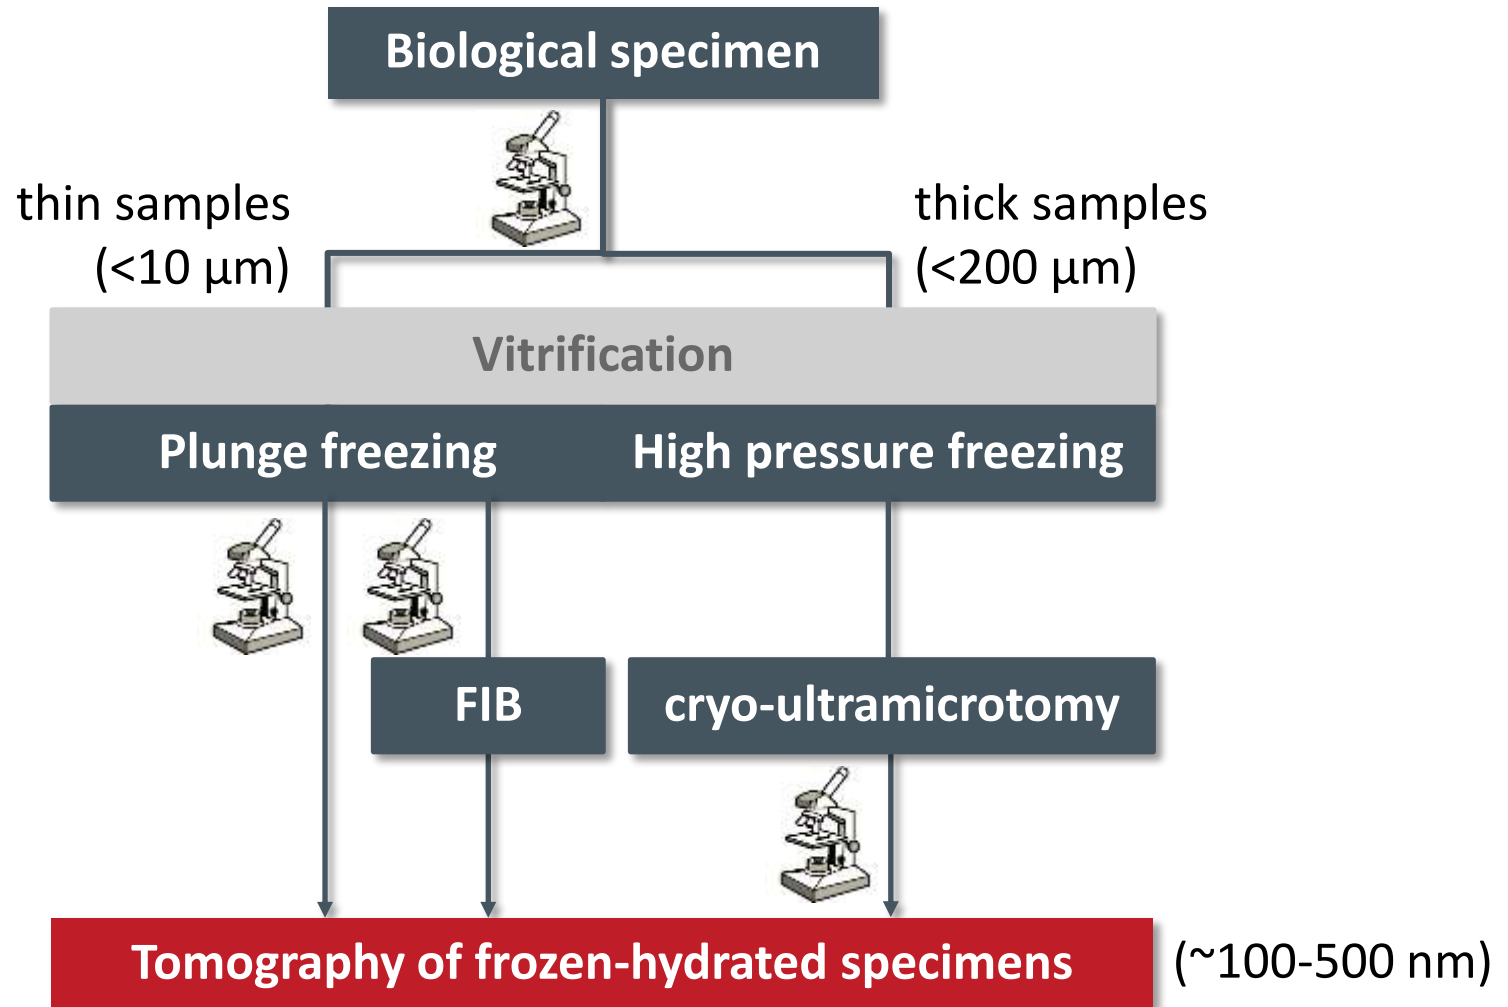 Biological specimen
thin samples
(<10 µm)
thick samples
(<200 µm)
Vitrification
Plunge freezing
High pressure freezing
FIB
cryo-ultramicrotomy
Tomography of frozen-hydrated specimens
(~100-500 nm)